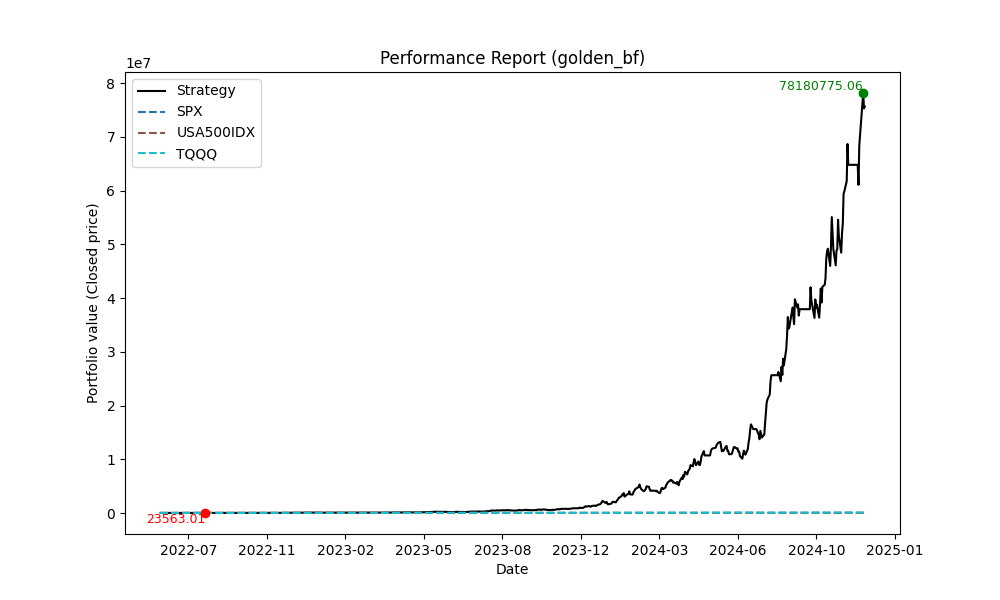 Performance Report (golden_bf)
1e7
Strategy
SPX
USA500IDX
TQQQ
78180775.06
8
7
6
5
4
3
2
1
0
23563.01
Portfolio value (Closed price)
2022-07 2022-11 2023-02 2023-05 2023-08 2023-12 2024-03 2024-06 2024-10 2025-01
Date